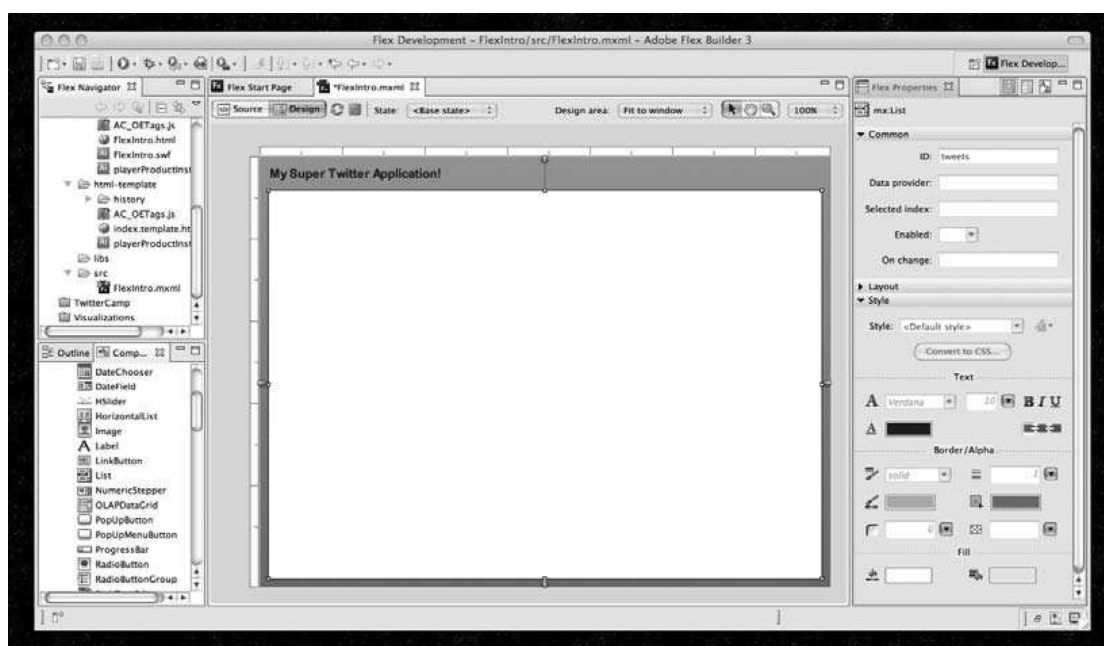 Flex Development - FlexIntro/src/FlexIntro.mxml - Adobe Flex Builder 3
Flex Develop...
Flex Navigator
AC_OETags.js
FlexIntro.html
FlexIntro.swf
playerProductInst
html-template
history
AC_OETags.js
index.template.ht
playerProductInst
libs
src
FlexIntro.mxml
TwitterCamp
Visualizations
Outline Comp...
DateChooser
DateField
HSlider
HorizontalList
Image
Label
LinkButton
List
NumericStepper
OLAPDataGrid
PopUpButton
PopUpMenuButton
ProgressBar
RadioButton
RadioButtonGroup
Flex Start Page *FlexIntro.mxml
Source Design State: <Base state> Design area: Fit to window 100%
My Super Twitter Application!
Flex Properties
mx:List
Common
ID: tweets
Data provider:
Selected index:
Enabled:
On change:
Layout
Style
Style: <Default style>
Convert to CSS...
Text
Verdana 10 B I U
Border/Alpha
solid 1
0
Fill